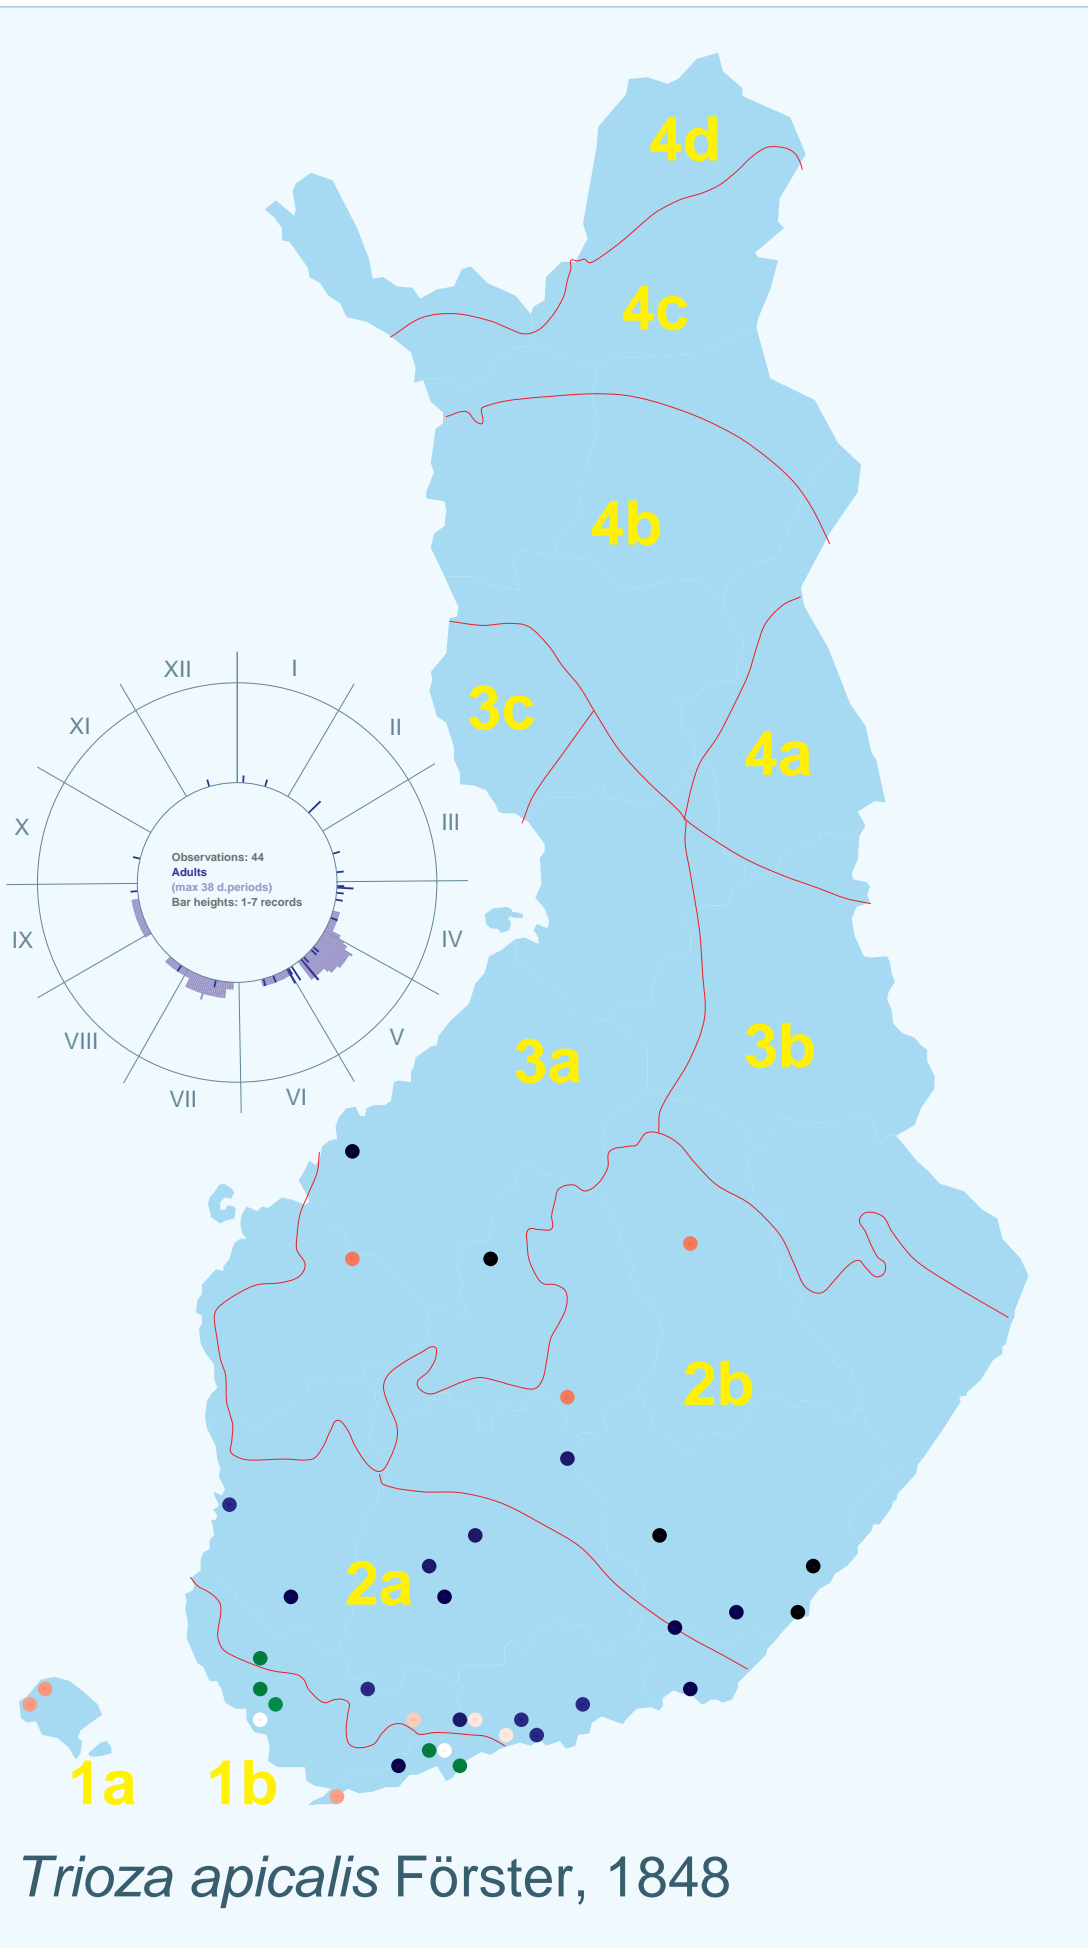 4d
4c
4b
3c
4a
XII
I
XI
II
X
III
Observations: 44
Adults
(max 38 d.periods)
Bar heights: 1-7 records
IX
IV
VIII
V
VII
VI
3a
3b
2b
2a
1a
1b
Trioza apicalis Förster, 1848